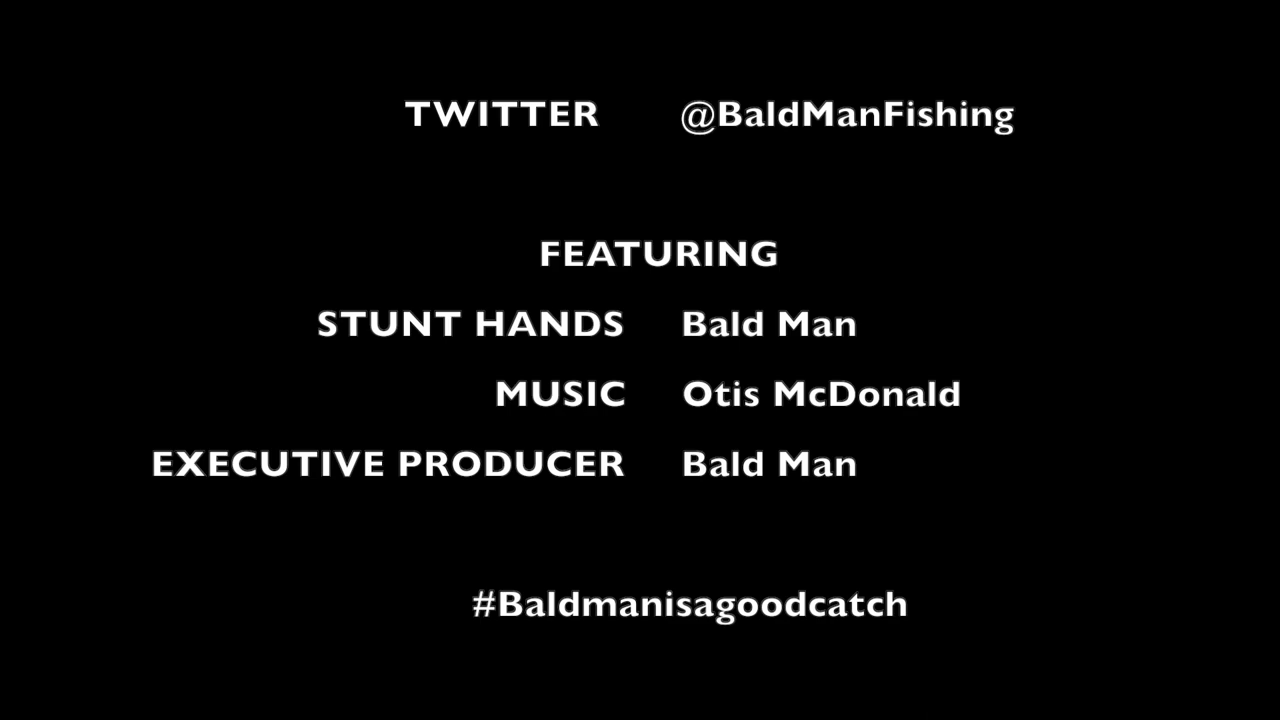 TWITTER @BaldManFishing
FEATURING
STUNT HANDS Bald Man
MUSIC Otis McDonald
EXECUTIVE PRODUCER Bald Man
#Baldmanisagoodcatch